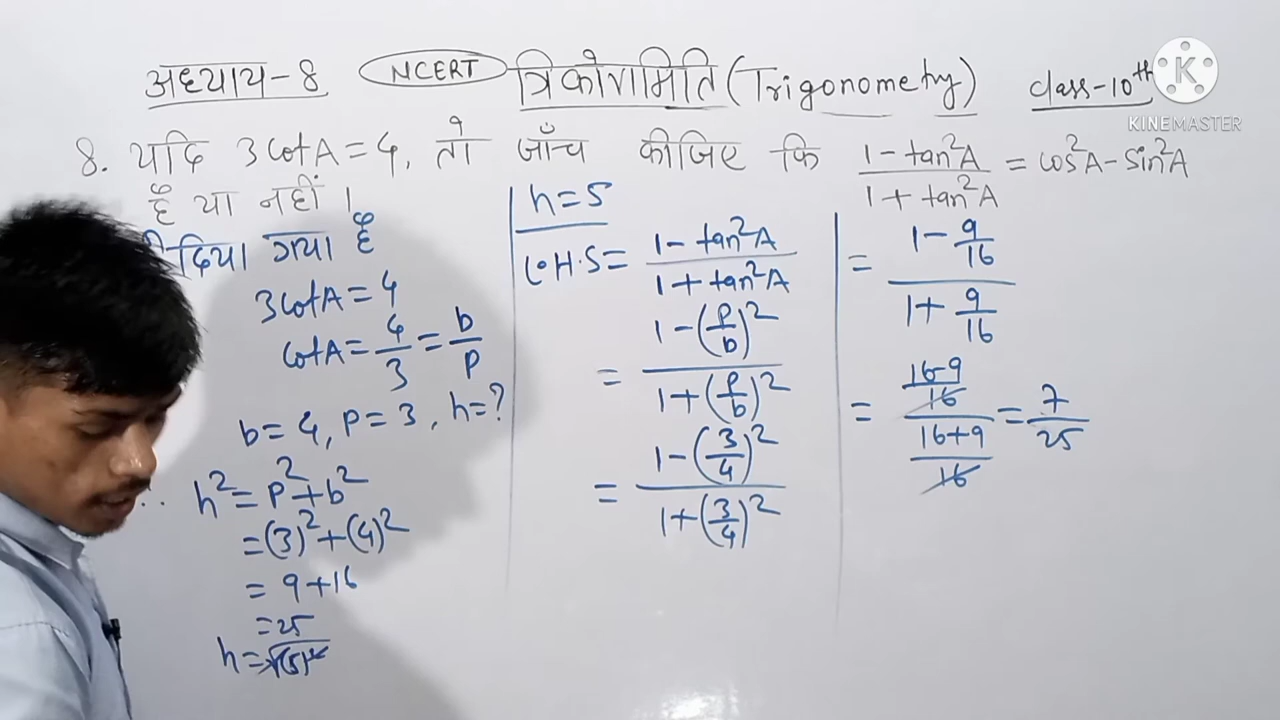 अध्याय-8 NCERT त्रिकोणमिति (Trigonometry) class-10th
KINEMASTER
8. यदि 3cotA=4, तो जाँच कीजिए कि (1-tan²A)/(1+tan²A) = cos²A-sin²A
है या नहीं ।
दिया गया है
3cotA=4
cotA=4/3=b/p
b=4, p=3, h=?
h²=p²+b²
=(3)²+(4)²
=9+16
=25
h=√(5)²
h=5
L.H.S=(1-tan²A)/(1+tan²A)
=(1-(p/b)²)/(1+(p/b)²)
=(1-(3/4)²)/(1+(3/4)²)
=(1-9/16)/(1+9/16)
=((16-9)/16)/((16+9)/16)=7/25